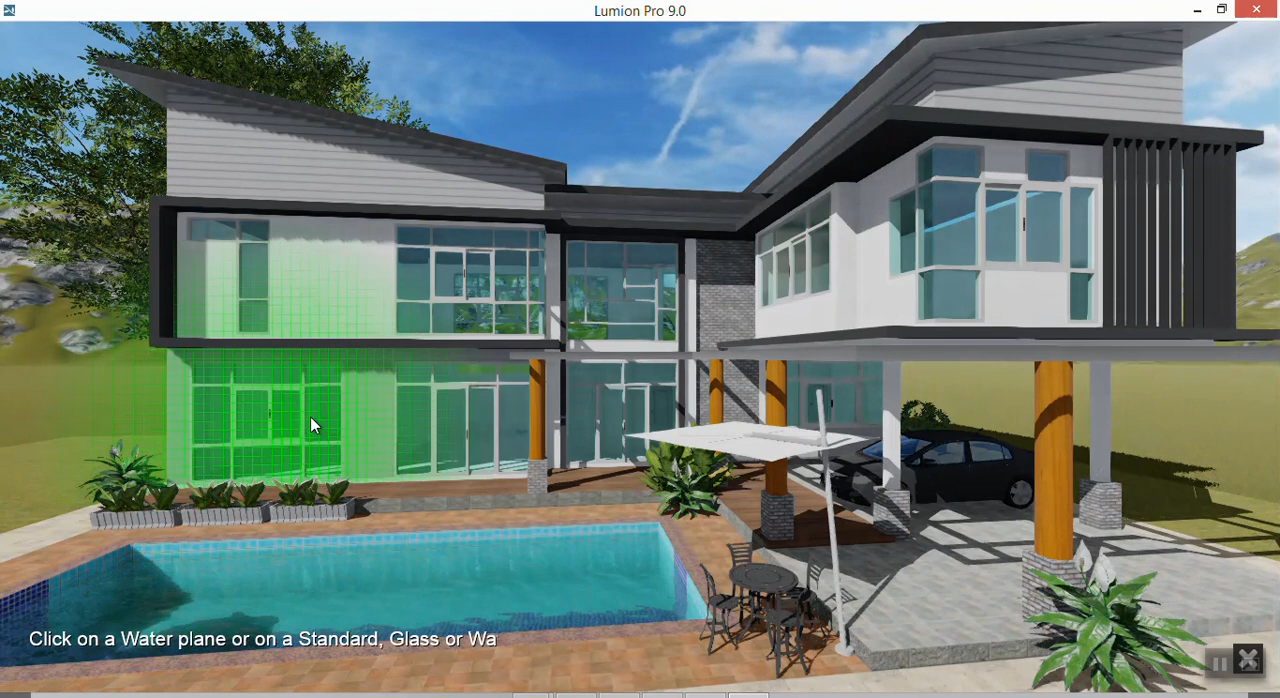 Lumion Pro 9.0
Click on a Water plane or on a Standard, Glass or Wa